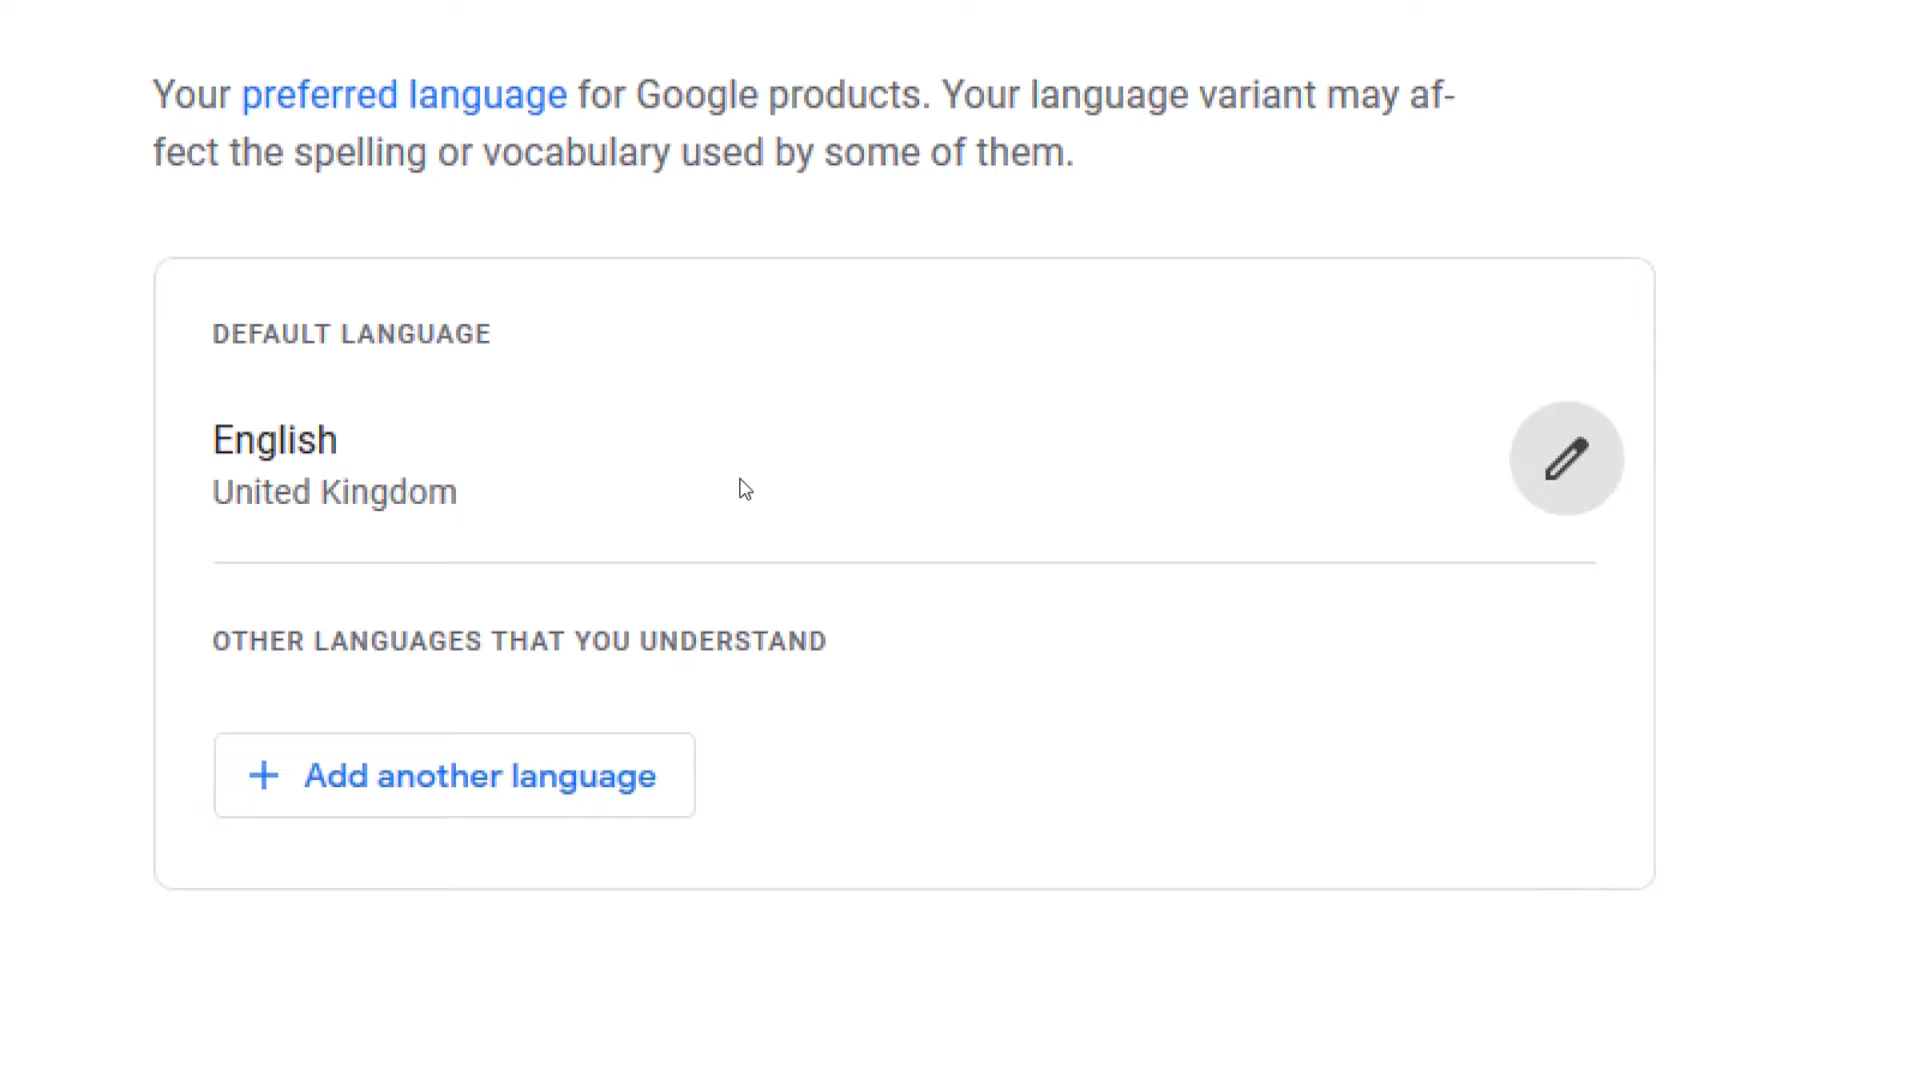 Your preferred language for Google products. Your language variant may af-
fect the spelling or vocabulary used by some of them.
DEFAULT LANGUAGE
English
United Kingdom
OTHER LANGUAGES THAT YOU UNDERSTAND
Add another language